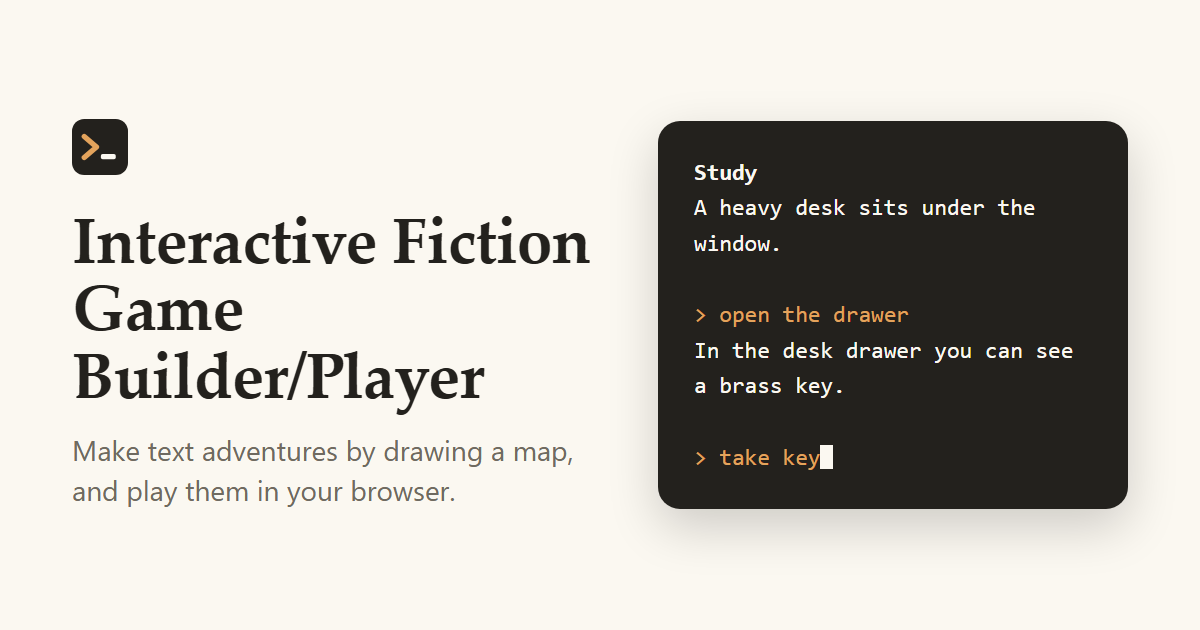 Interactive Fiction
Game
Builder/Player
Make text adventures by drawing a map,
and play them in your browser.
Study
A heavy desk sits under the
window.
> open the drawer
In the desk drawer you can see
a brass key.
> take key